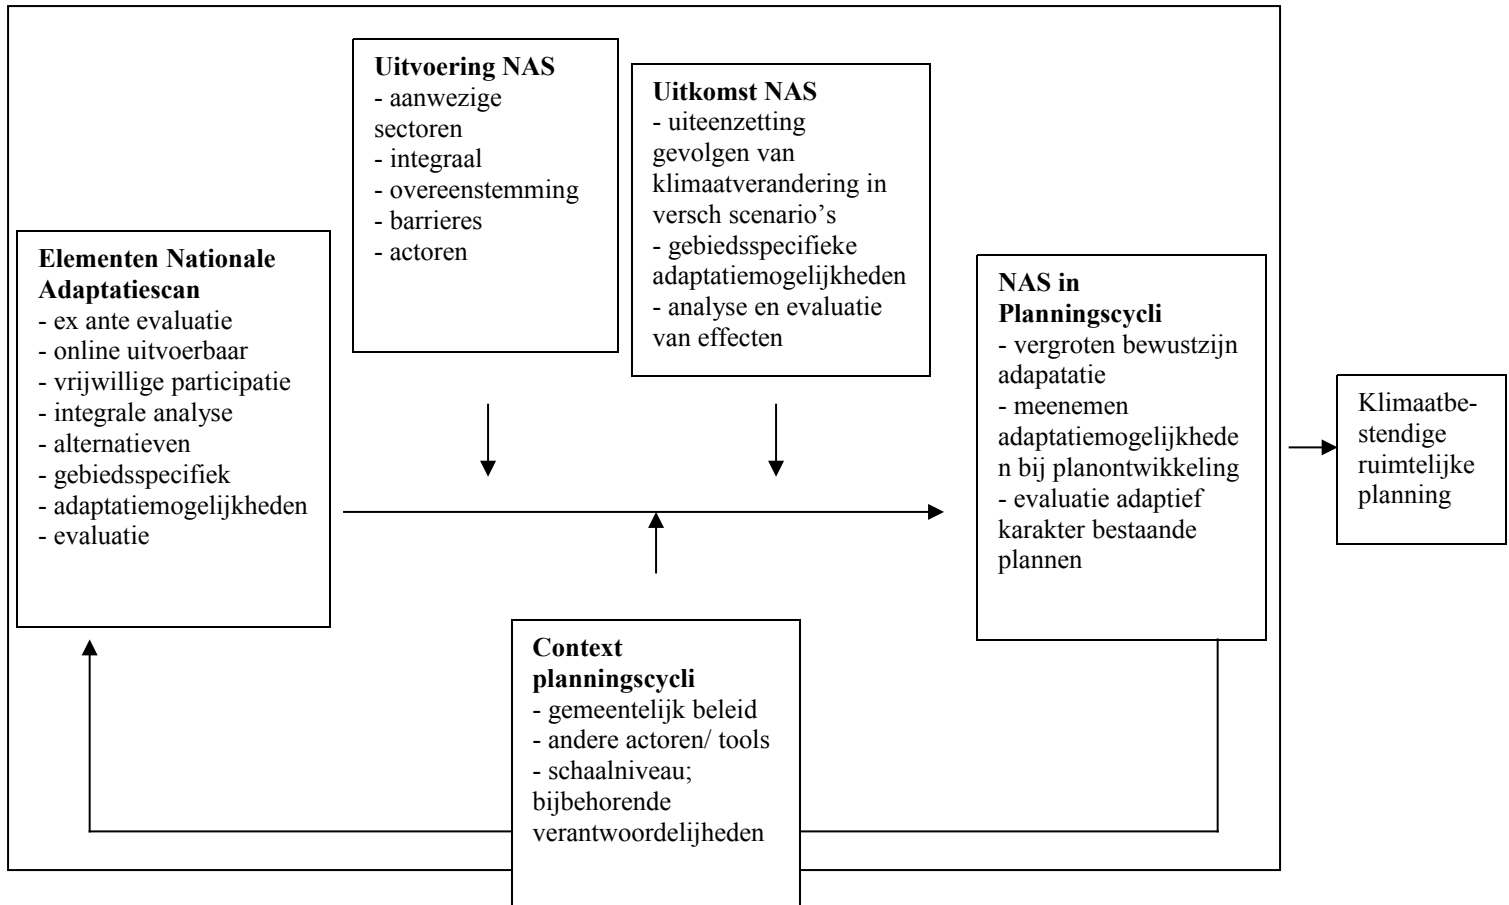 Uitvoering NAS
- aanwezige
sectoren
- integraal
- overeenstemming
- barrieres
- actoren
Uitkomst NAS
- uiteenzetting
gevolgen van
klimaatverandering in
versch scenario’s
- gebiedsspecifieke
adaptatiemogelijkheden
- analyse en evaluatie
van effecten
Elementen Nationale
Adaptatiescan
- ex ante evaluatie
- online uitvoerbaar
- vrijwillige participatie
- integrale analyse
- alternatieven
- gebiedsspecifiek
- adaptatiemogelijkheden
- evaluatie
NAS in
Planningscycli
- vergroten bewustzijn
adapatatie
- meenemen
adaptatiemogelijkhede
n bij planontwikkeling
- evaluatie adaptief
karakter bestaande
plannen
Klimaatbe-
stendige
ruimtelijke
planning
Context
planningscycli
- gemeentelijk beleid
- andere actoren/ tools
- schaalniveau;
bijbehorende
verantwoordelijheden